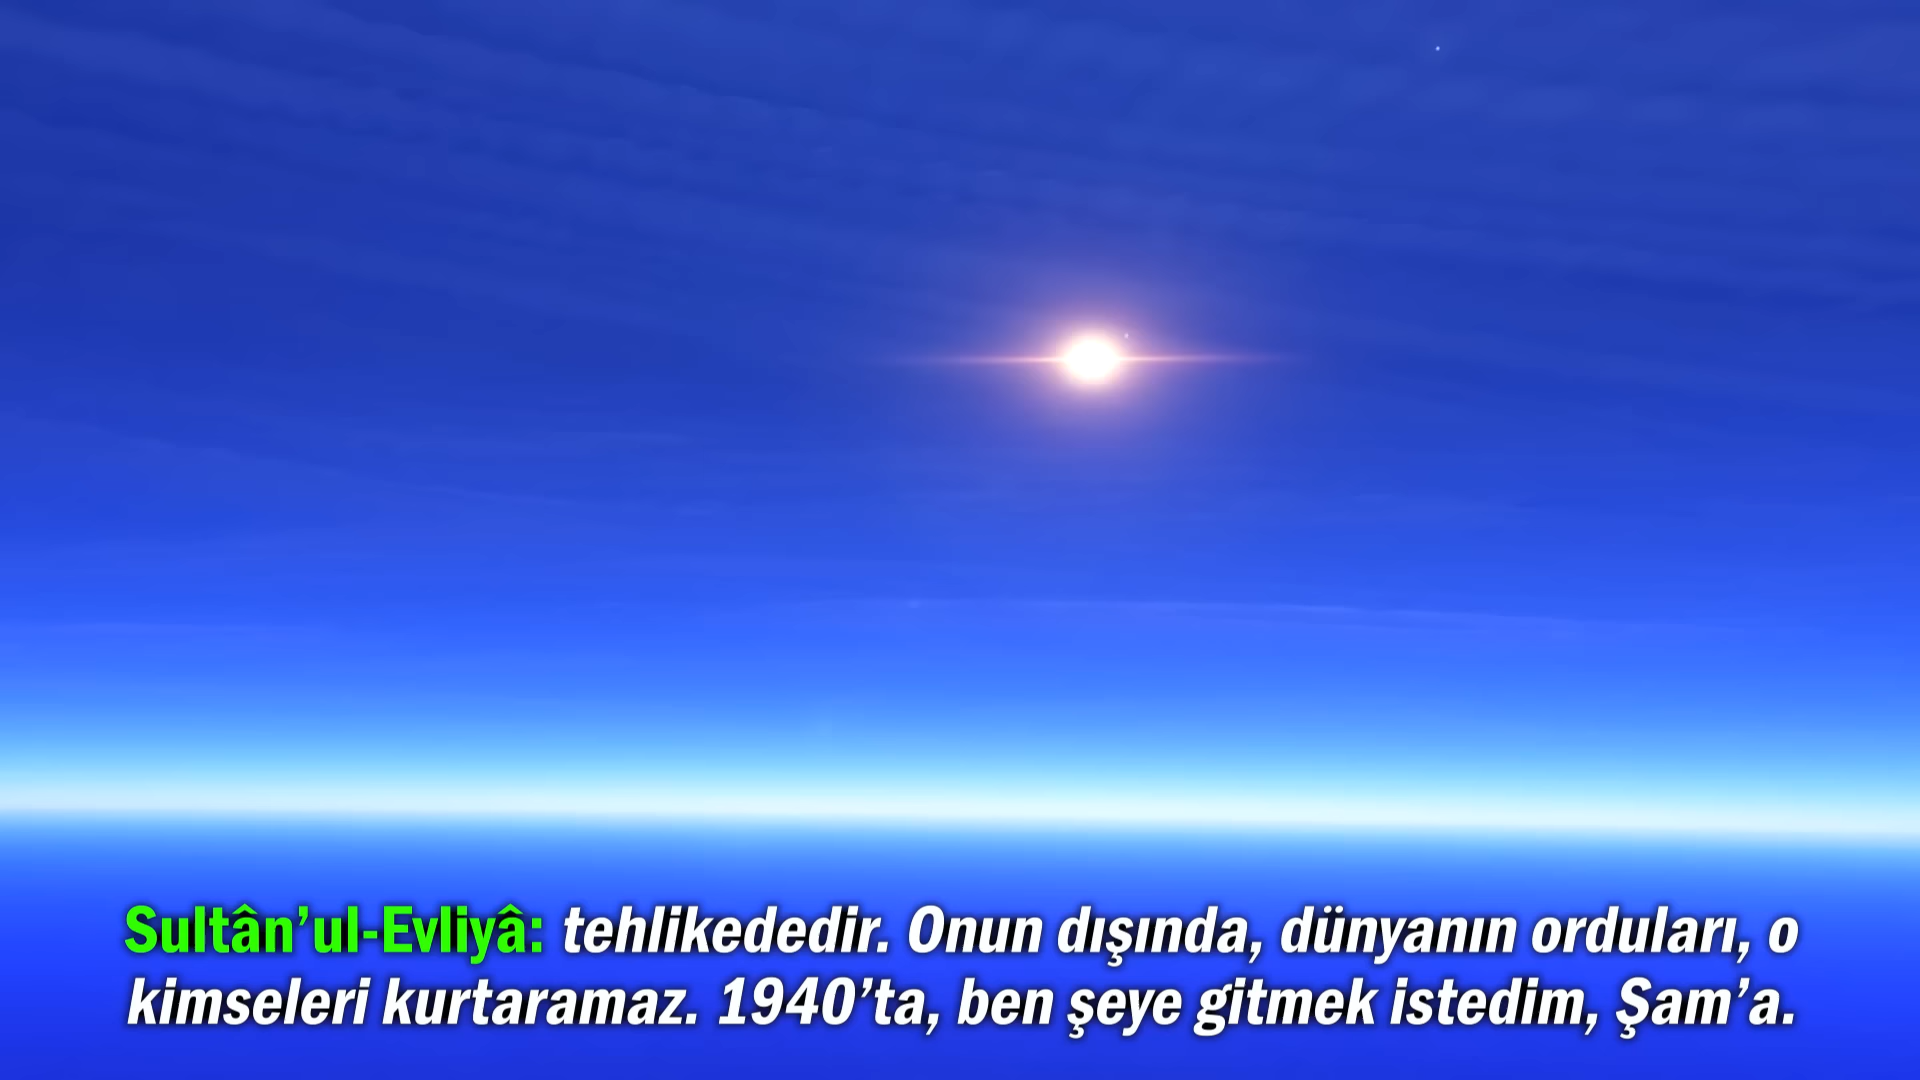 Sultân’ul-Evliyâ: tehlikededir. Onun dışında, dünyanın orduları, o
kimseleri kurtaramaz. 1940’ta, ben şeye gitmek istedim, Şam’a.